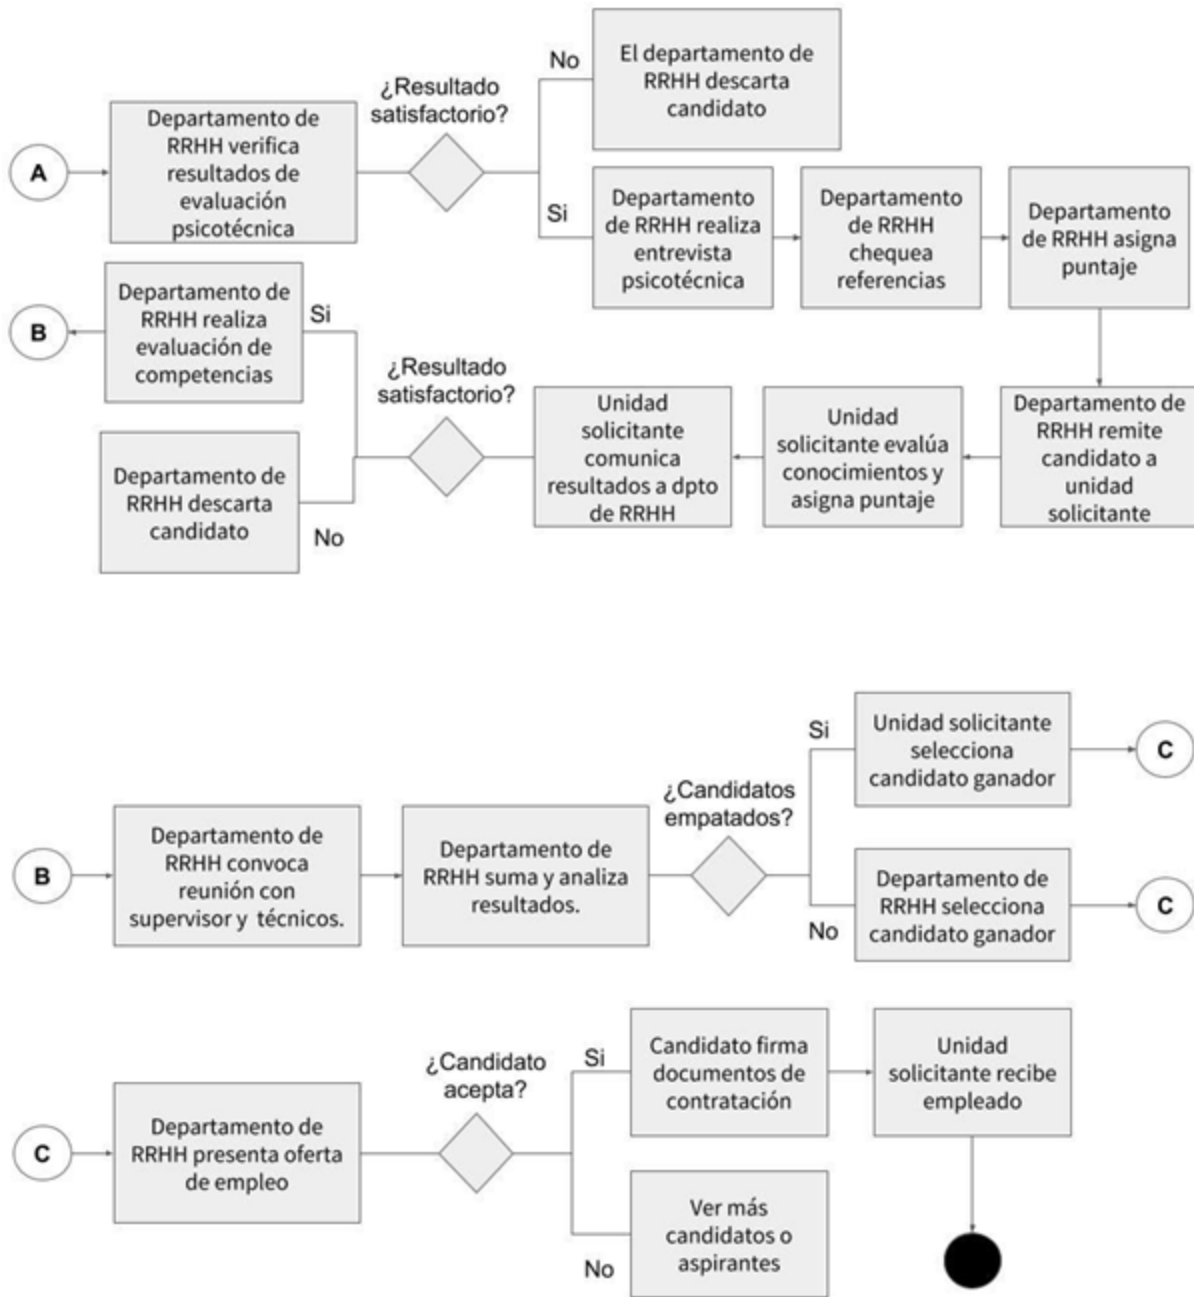 No
El departamento de
RRHH descarta
candidato
¿Resultado
satisfactorio?
A
Departamento de
RRHH verifica
resultados de
evaluación
psicotécnica
Si
Departamento
de RRHH realiza
entrevista
psicotécnica
Departamento
de RRHH
chequea
referencias
Departamento
de RRHH asigna
puntaje
B
Departamento de
RRHH realiza
evaluación de
competencias
Si
¿Resultado
satisfactorio?
Unidad
solicitante
comunica
resultados a dpto
de RRHH
Unidad
solicitante evalúa
conocimientos y
asigna puntaje
Departamento de
RRHH remite
candidato a
unidad
solicitante
Departamento de
RRHH descarta
candidato
No
B
Departamento de
RRHH convoca
reunión con
supervisor y técnicos.
Departamento de
RRHH suma y analiza
resultados.
¿Candidatos
empatados?
Si
Unidad solicitante
selecciona
candidato ganador
C
No
Departamento de
RRHH selecciona
candidato ganador
C
C
Departamento de
RRHH presenta oferta
de empleo
¿Candidato
acepta?
Si
Candidato firma
documentos de
contratación
Unidad
solicitante recibe
empleado
No
Ver más
candidatos o
aspirantes